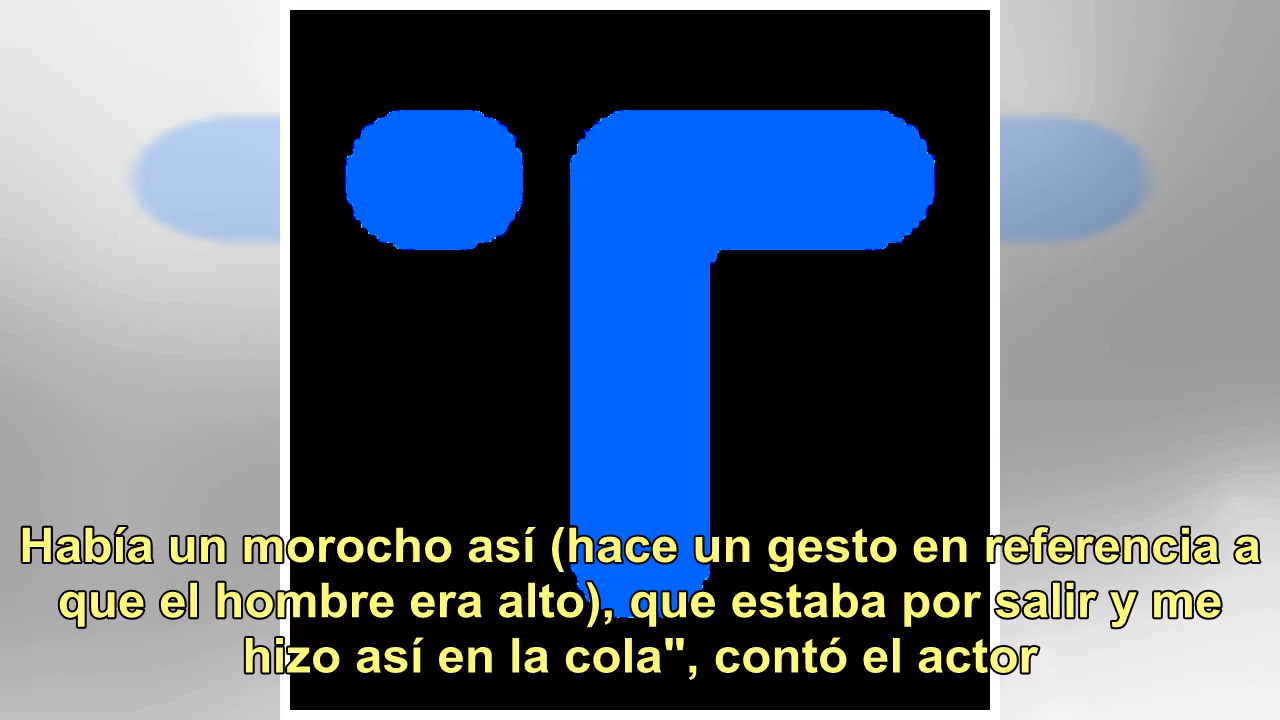 Había un morocho así (hace un gesto en referencia a
que el hombre era alto), que estaba por salir y me
hizo así en la cola", contó el actor